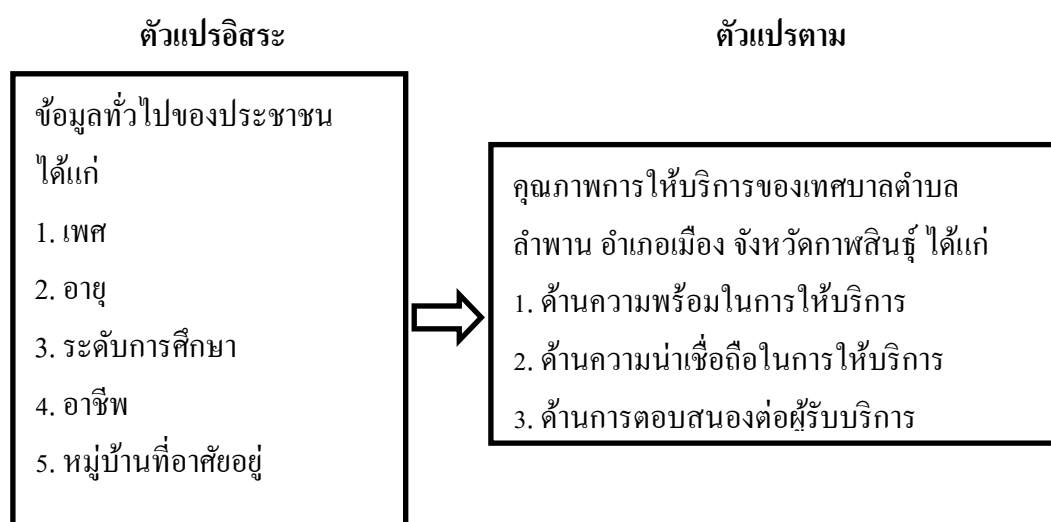 ตัวแปรอิสระ
ข้อมูลทั่วไปของประชาชน
ได้แก่
1. เพศ
2. อายุ
3. ระดับการศึกษา
4. อาชีพ
5. หมู่บ้านที่อาศัยอยู่
ตัวแปรตาม
คุณภาพการให้บริการของเทศบาลตำบล
ลำพาน อำเภอเมือง จังหวัดกาฬสินธุ์ ได้แก่
1. ด้านความพร้อมในการให้บริการ
2. ด้านความน่าเชื่อถือในการให้บริการ
3. ด้านการตอบสนองต่อผู้รับบริการ